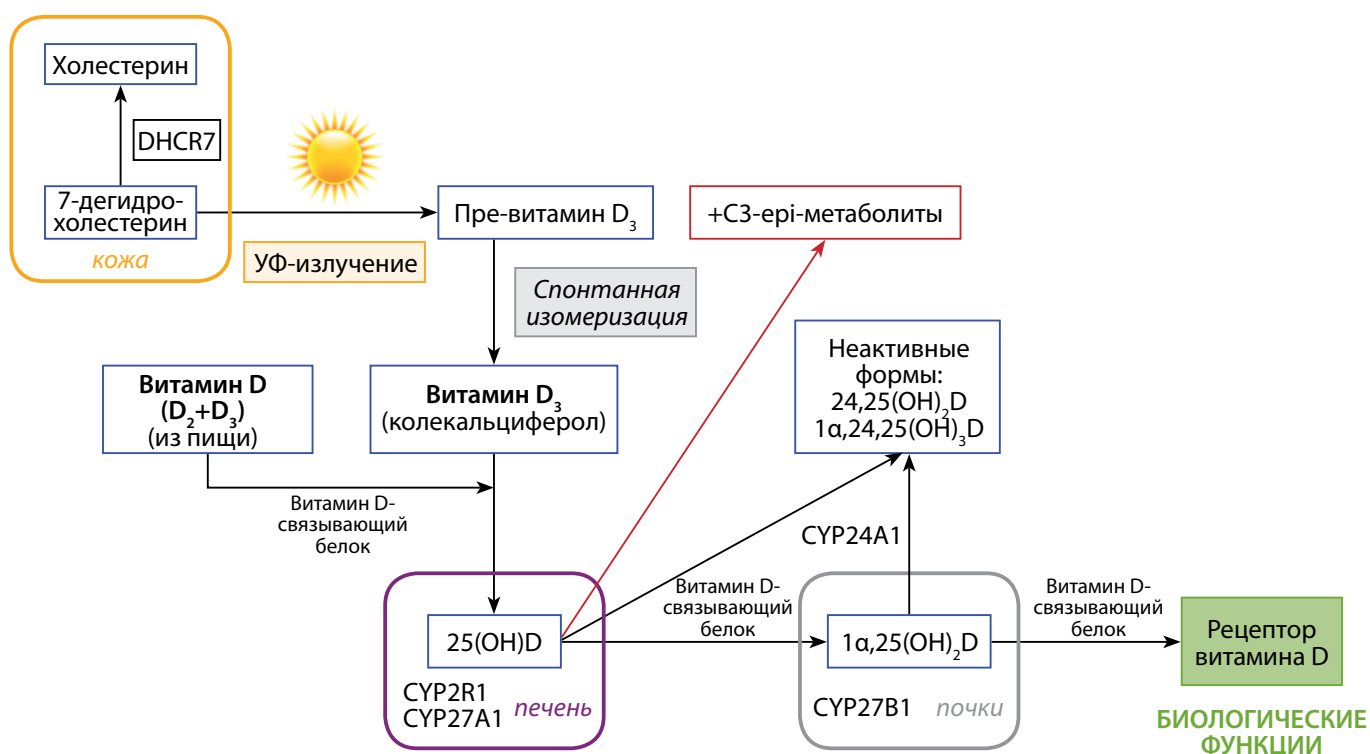 Холестерин
DHCR7
7-дегидро-
холестерин
кожа
УФ-излучение
Пре-витамин D₃
+С3-epi-метаболиты
Спонтанная
изомеризация
Витамин D
(D₂+D₃)
(из пищи)
Витамин D₃
(колекальциферол)
Неактивные
формы:
24,25(OH)₂D
1α,24,25(OH)₃D
Витамин D-
связывающий
белок
CYP24A1
25(OH)D
CYP2R1
CYP27A1
печень
Витамин D-
связывающий
белок
1α,25(OH)₂D
CYP27B1
почки
Витамин D-
связывающий
белок
Рецептор
витамина D
БИОЛОГИЧЕСКИЕ
ФУНКЦИИ